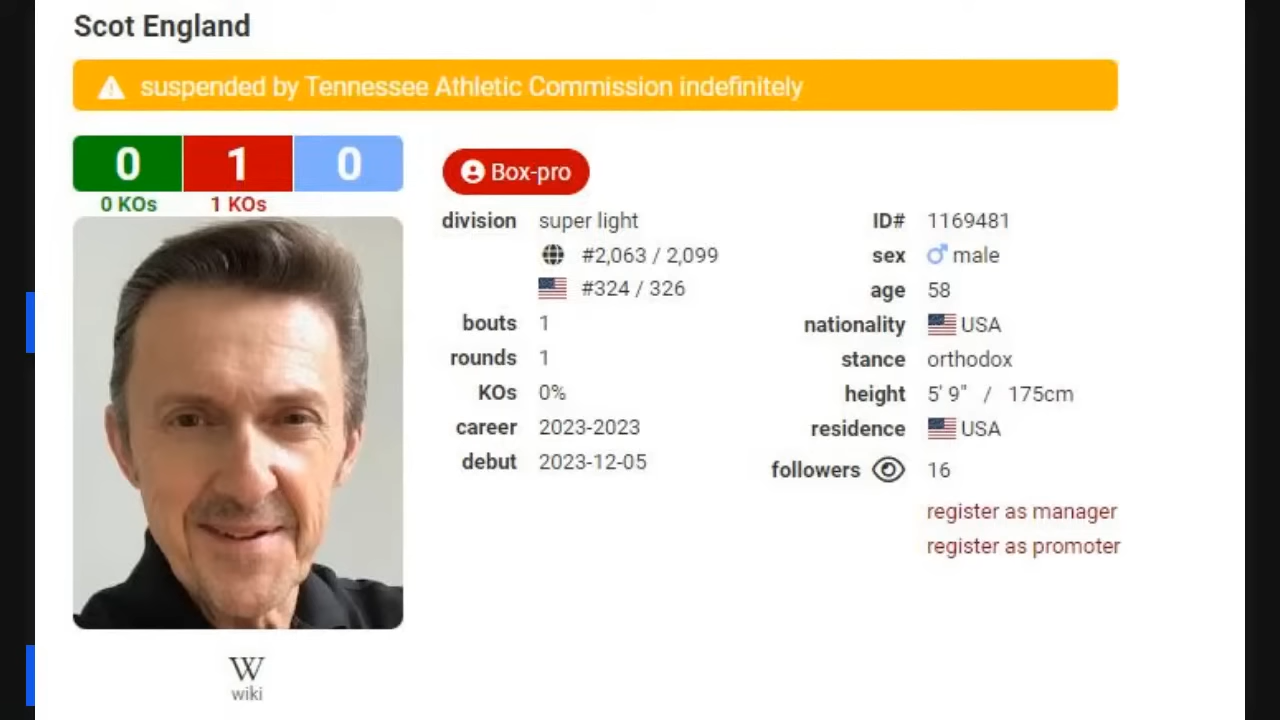 Scot England
suspended by Tennessee Athletic Commission indefinitely
0 1 0
0 KOs 1 KOs
Box-pro
division super light
#2,063 / 2,099
#324 / 326
bouts 1
rounds 1
KOs 0%
career 2023-2023
debut 2023-12-05
ID# 1169481
sex male
age 58
nationality USA
stance orthodox
height 5' 9" / 175cm
residence USA
followers 16
register as manager
register as promoter
W
wiki